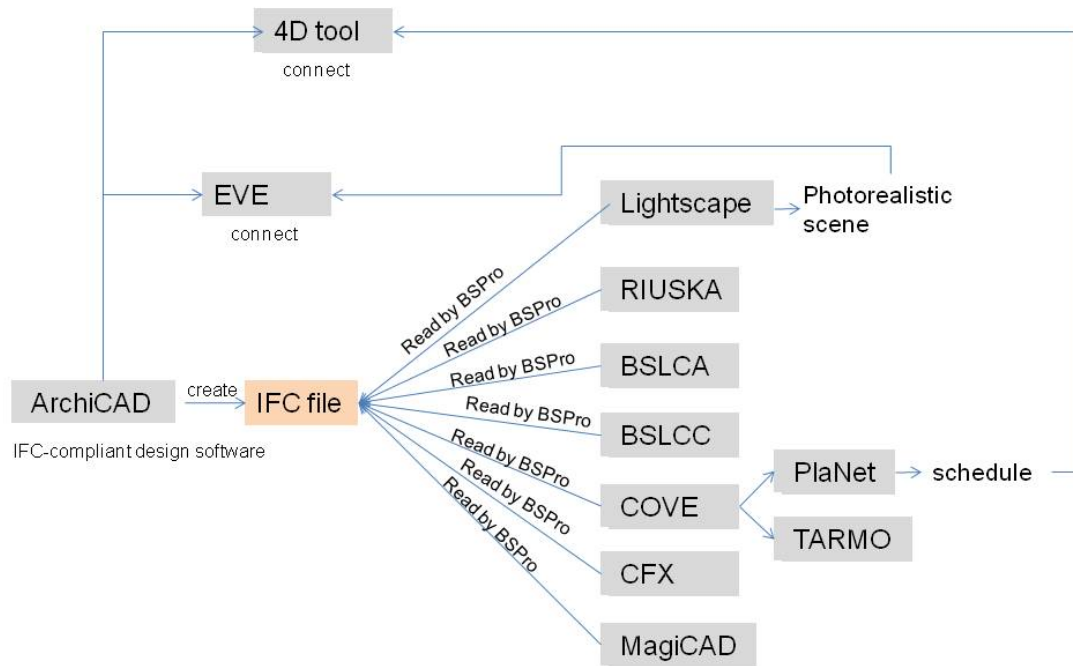 4D tool
connect
EVE
connect
Lightscape
Photorealistic
scene
Read by BSPro
RIUSKA
Read by BSPro
Read by BSPro
BSLCA
ArchiCAD
create
IFC file
Read by BSPro
BSLCC
IFC-compliant design software
Read by BSPro
PlaNet
schedule
Read by BSPro
COVE
TARMO
Read by BSPro
CFX
MagiCAD